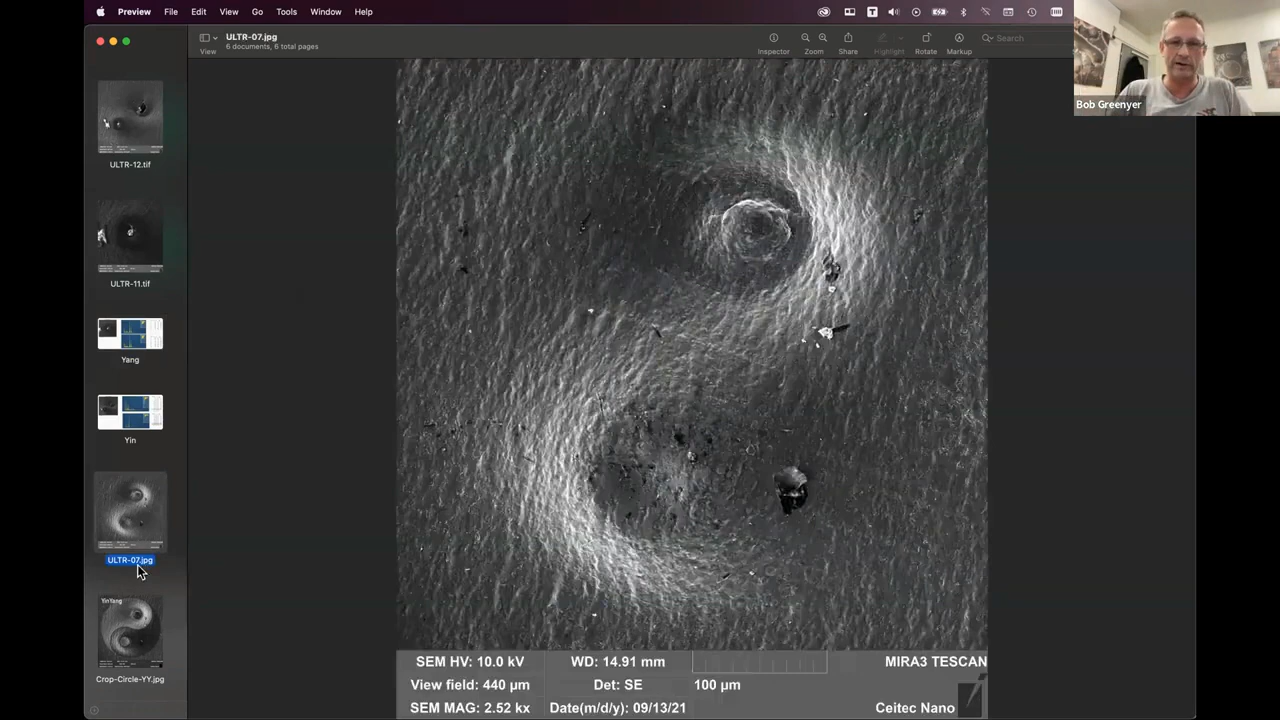 Preview File Edit View Go Tools Window Help
ULTR-07.jpg
6 documents, 6 total pages
View
Inspector
Zoom
Share
Highlight
Rotate
Markup
Search
Bob Greenyer
ULTR-12.tif
ULTR-11.tif
Yang
Yin
ULTR-07.jpg
YinYang
Crop-Circle-YY.jpg
SEM HV: 10.0 kV WD: 14.91 mm MIRA3 TESCAN
View field: 440 µm Det: SE 100 µm
SEM MAG: 2.52 kx Date(m/d/y): 09/13/21 Ceitec Nano